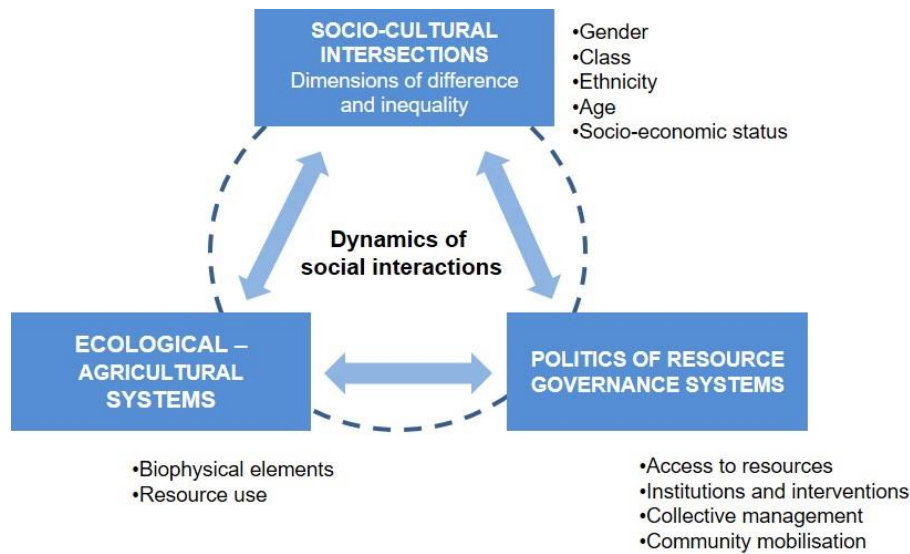 SOCIO-CULTURAL
INTERSECTIONS
Dimensions of difference
and inequality
•Gender
•Class
•Ethnicity
•Age
•Socio-economic status
Dynamics of
social interactions
ECOLOGICAL –
AGRICULTURAL
SYSTEMS
POLITICS OF RESOURCE
GOVERNANCE SYSTEMS
•Biophysical elements
•Resource use
•Access to resources
•Institutions and interventions
•Collective management
•Community mobilisation